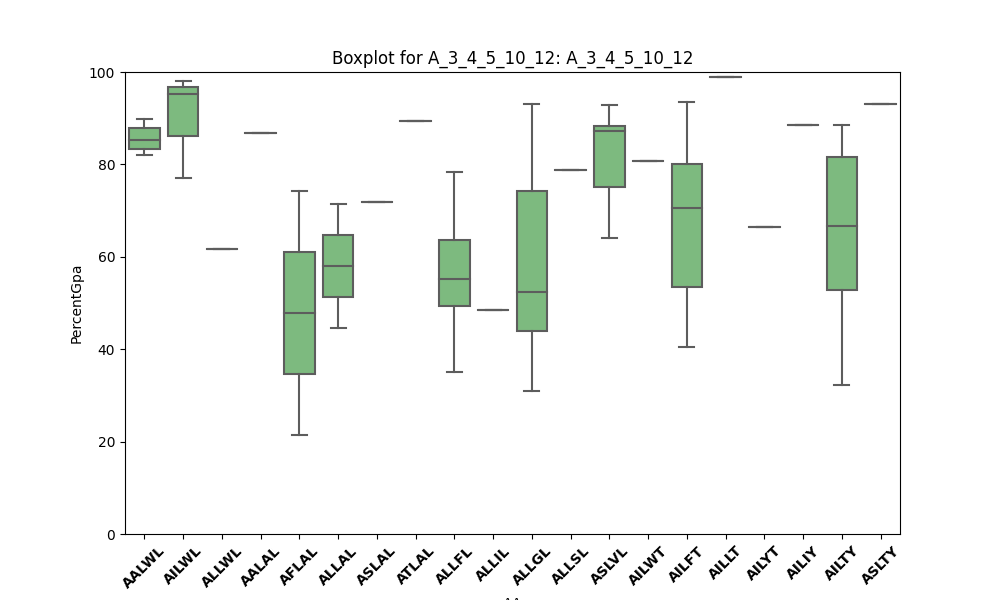 Boxplot for A_3_4_5_10_12: A_3_4_5_10_12
PercentGpa
100
80
60
40
20
0
AALWL
AILWL
ALLWL
AALAL
AFLAL
ALLAL
ASLAL
ATLAL
ALLFL
ALLIL
ALLGL
ALLSL
ASLVL
AILWT
AILFT
AILLT
AILYT
AILIY
AILTY
ASLTY